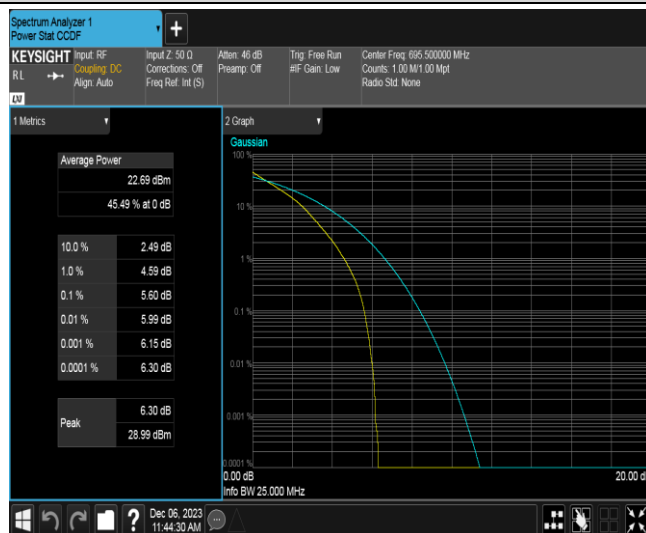 Spectrum Analyzer 1
Power Stat CCDF
KEYSIGHT
RL
LXI
Input: RF
Coupling: DC
Align: Auto
Input Z: 50 Ω
Corrections: Off
Freq Ref: Int (S)
Atten: 46 dB
Preamp: Off
Trig: Free Run
#IF Gain: Low
Center Freq: 695.500000 MHz
Counts: 1.00 M/1.00 Mpt
Radio Std: None
1 Metrics
Average Power
22.69 dBm
45.49 % at 0 dB
10.0 % 2.49 dB
1.0 % 4.59 dB
0.1 % 5.60 dB
0.01 % 5.99 dB
0.001 % 6.15 dB
0.0001 % 6.30 dB
Peak
6.30 dB
28.99 dBm
2 Graph
Gaussian
100 %
10 %
1 %
0.1 %
0.01 %
0.001 %
0.0001 %
0.00 dB 20.00 d
Info BW 25.000 MHz
? Dec 06, 2023
11:44:30 AM